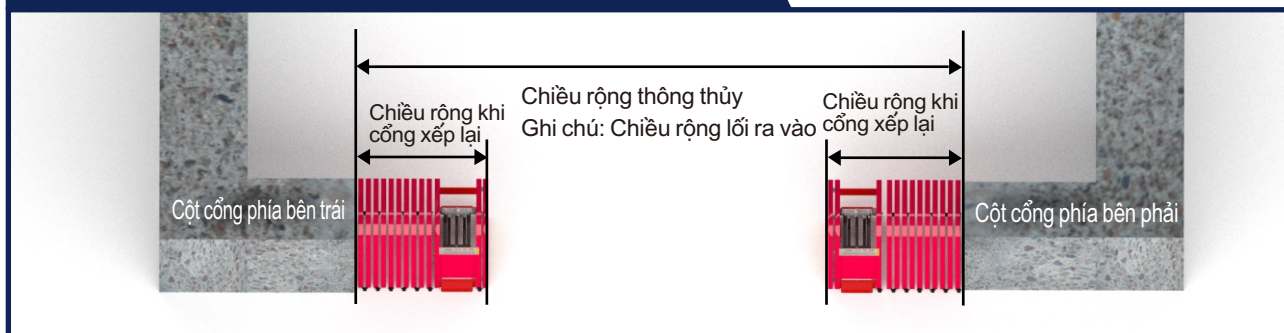 Chiều rộng thông thủy
Ghi chú: Chiều rộng lối ra vào
Chiều rộng khi
cổng xếp lại
Chiều rộng khi
cổng xếp lại
Cột cổng phía bên trái
Cột cổng phía bên phải